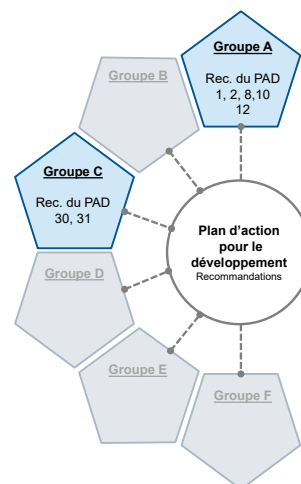 Groupe A
Rec. du PAD
1, 2, 8,10
12
Groupe B
Groupe C
Rec. du PAD
30, 31
Plan d’action
pour le
développement
Recommandations
Groupe D
Groupe E
Groupe F